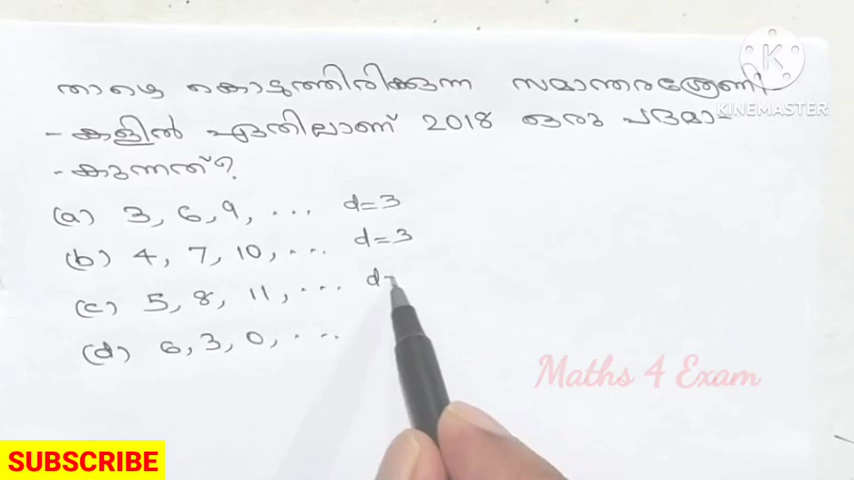 താഴെ കൊടുത്തിരിക്കുന്ന സമാന്തരശ്രേണി
-കളിൽ ഏതിലാണ് 2018 ഒരു പദമാ-
-കുന്നത്?
(a) 3, 6, 9, ... d=3
(b) 4, 7, 10, ... d=3
(c) 5, 8, 11, ... d=
(d) 6, 3, 0, ...
KINEMASTER
Maths 4 Exam
SUBSCRIBE